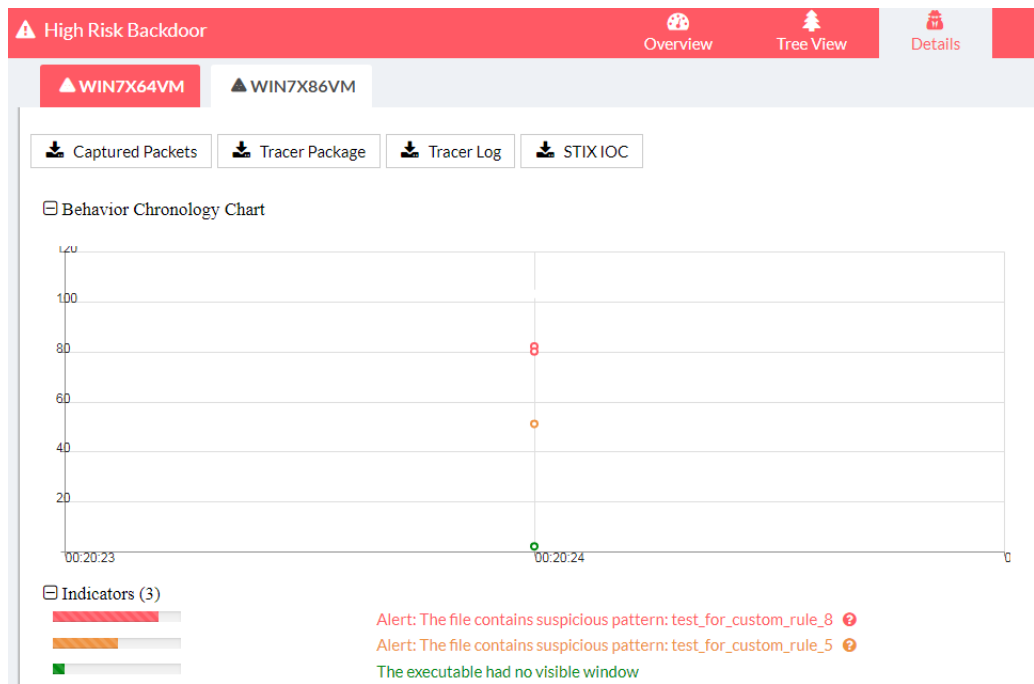 High Risk Backdoor
Overview
Tree View
Details
WIN7X64VM
WIN7X86VM
Captured Packets
Tracer Package
Tracer Log
STIX IOC
Behavior Chronology Chart
120
100
80
60
40
20
00:20:23
00:20:24
Indicators (3)
Alert: The file contains suspicious pattern: test_for_custom_rule_8
Alert: The file contains suspicious pattern: test_for_custom_rule_5
The executable had no visible window